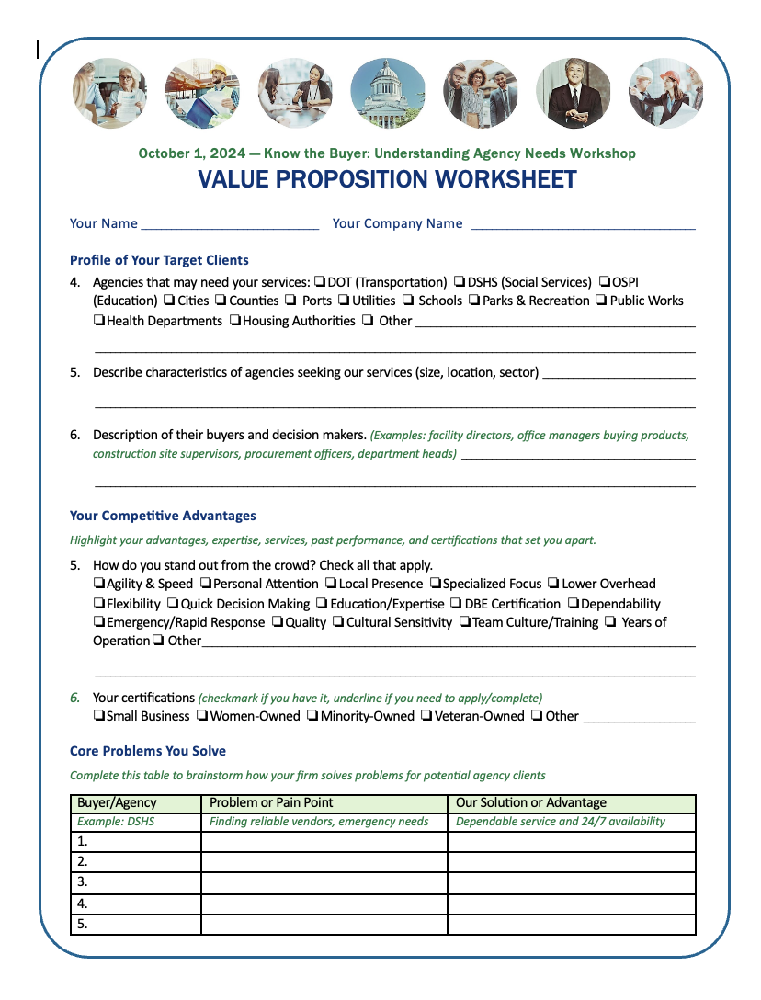 October 1, 2024 — Know the Buyer: Understanding Agency Needs Workshop
VALUE PROPOSITION WORKSHEET
Your Name ________________________ Your Company Name ______________________________
Profile of Your Target Clients
4. Agencies that may need your services: ❏DOT (Transportation) ❏DSHS (Social Services) ❏OSPI
(Education) ❏ Cities ❏ Counties ❏ Ports ❏Utilities ❏ Schools ❏Parks & Recreation ❏ Public Works
❏Health Departments ❏Housing Authorities ❏ Other ______________________________________
5. Describe characteristics of agencies seeking our services (size, location, sector) _____________________
6. Description of their buyers and decision makers. (Examples: facility directors, office managers buying products,
construction site supervisors, procurement officers, department heads) ________________________________
Your Competitive Advantages
Highlight your advantages, expertise, services, past performance, and certifications that set you apart.
5. How do you stand out from the crowd? Check all that apply.
❏Agility & Speed ❏Personal Attention ❏Local Presence ❏Specialized Focus ❏ Lower Overhead
❏Flexibility ❏Quick Decision Making ❏ Education/Expertise ❏ DBE Certification ❏Dependability
❏Emergency/Rapid Response ❏Quality ❏ Cultural Sensitivity ❏Team Culture/Training ❏ Years of
Operation❏ Other____________________________________________________________________
6. Your certifications (checkmark if you have it, underline if you need to apply/complete)
❏Small Business ❏Women-Owned ❏Minority-Owned ❏Veteran-Owned ❏ Other _______________
Core Problems You Solve
Complete this table to brainstorm how your firm solves problems for potential agency clients
Buyer/Agency Problem or Pain Point Our Solution or Advantage
Example: DSHS Finding reliable vendors, emergency needs Dependable service and 24/7 availability
1.
2.
3.
4.
5.